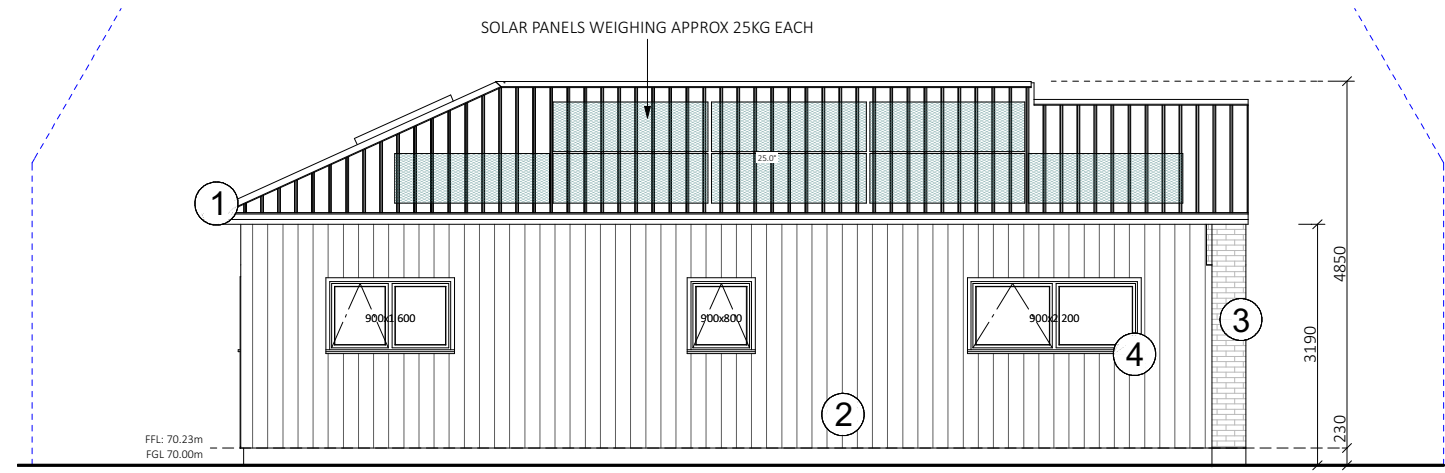 SOLAR PANELS WEIGHING APPROX 25KG EACH
25.0°
1
900x1 600
900x800
900x2 200
3
4
2
4850
3190
230
FFL: 70.23m
FGL 70.00m